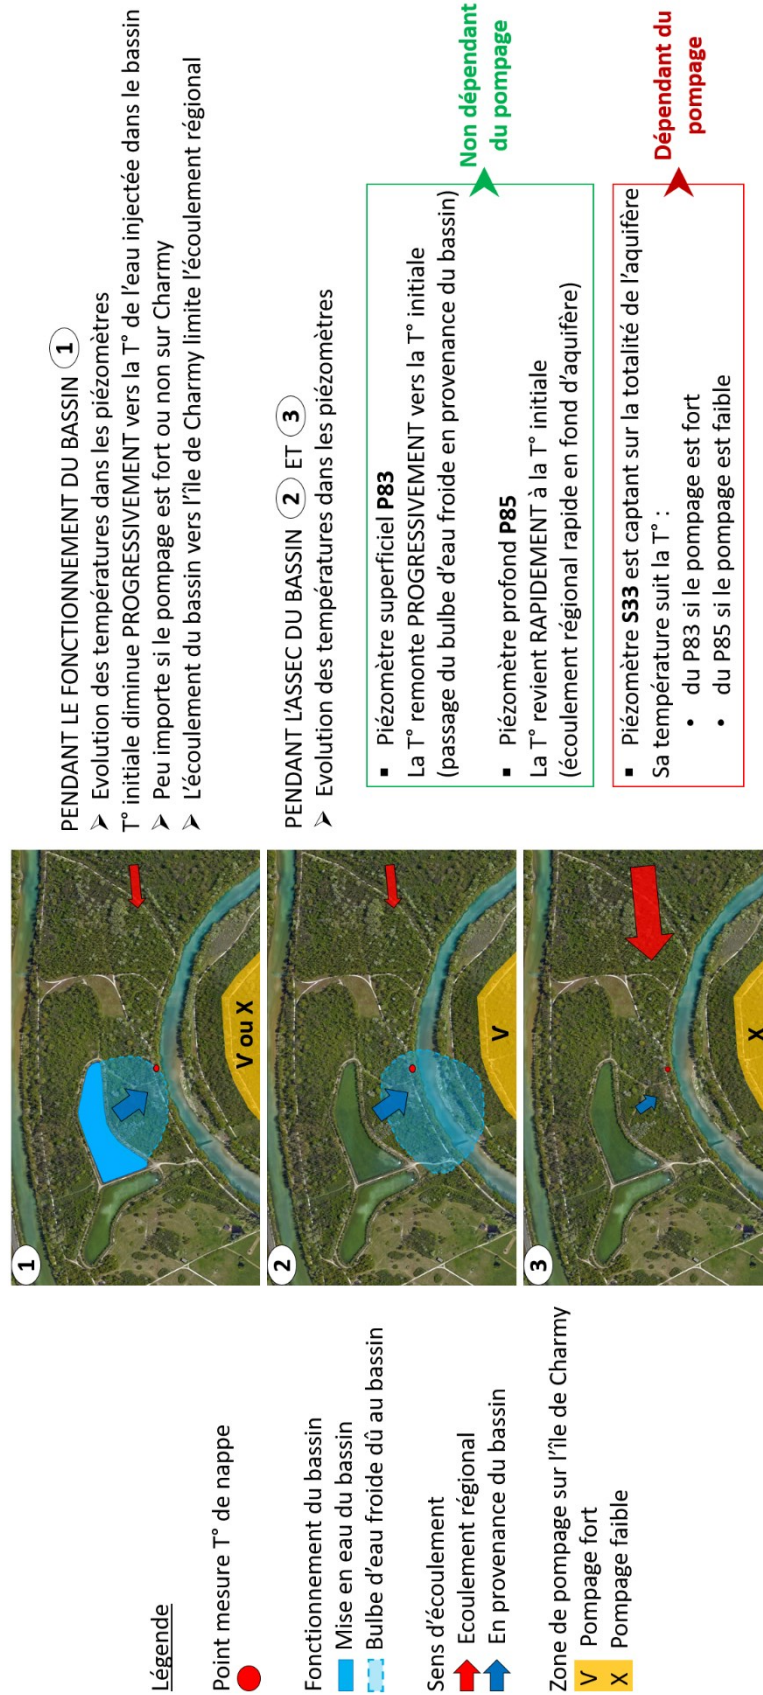 Légende
Point mesure T° de nappe
Fonctionnement du bassin
Mise en eau du bassin
Bulbe d'eau froide dû au bassin
Sens d'écoulement
Ecoulement régional
En provenance du bassin
Zone de pompage sur l'île de Charmy
V Pompage fort
X Pompage faible
1
V ou X
2
V
3
X
PENDANT LE FONCTIONNEMENT DU BASSIN 1
➢ Evolution des températures dans les piézomètres
T° initiale diminue PROGRESSIVEMENT vers la T° de l'eau injectée dans le bassin
➢ Peu importe si le pompage est fort ou non sur Charmy
➢ L'écoulement du bassin vers l'île de Charmy limite l'écoulement régional
PENDANT L'ASSEC DU BASSIN 2 ET 3
➢ Evolution des températures dans les piézomètres
▪ Piézomètre superficiel P83
La T° remonte PROGRESSIVEMENT vers la T° initiale
(passage du bulbe d'eau froide en provenance du bassin)
▪ Piézomètre profond P85
La T° revient RAPIDEMENT à la T° initiale
(écoulement régional rapide en fond d'aquifère)
Non dépendant
du pompage
▪ Piézomètre S33 est captant sur la totalité de l'aquifère
Sa température suit la T° :
• du P83 si le pompage est fort
• du P85 si le pompage est faible
Dépendant du
pompage